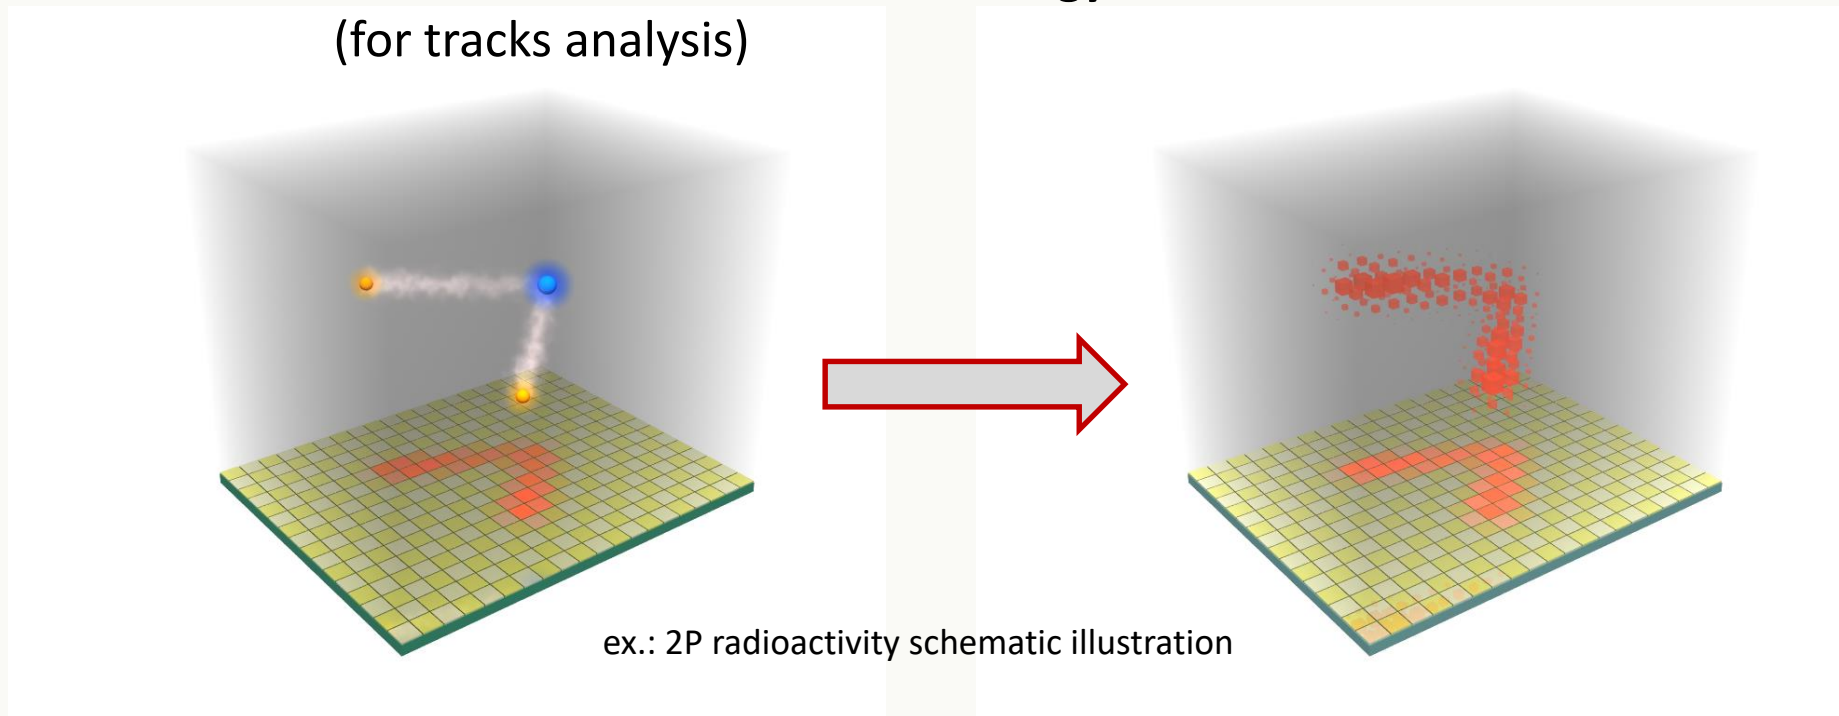 (for tracks analysis)
ex.: 2P radioactivity schematic illustration